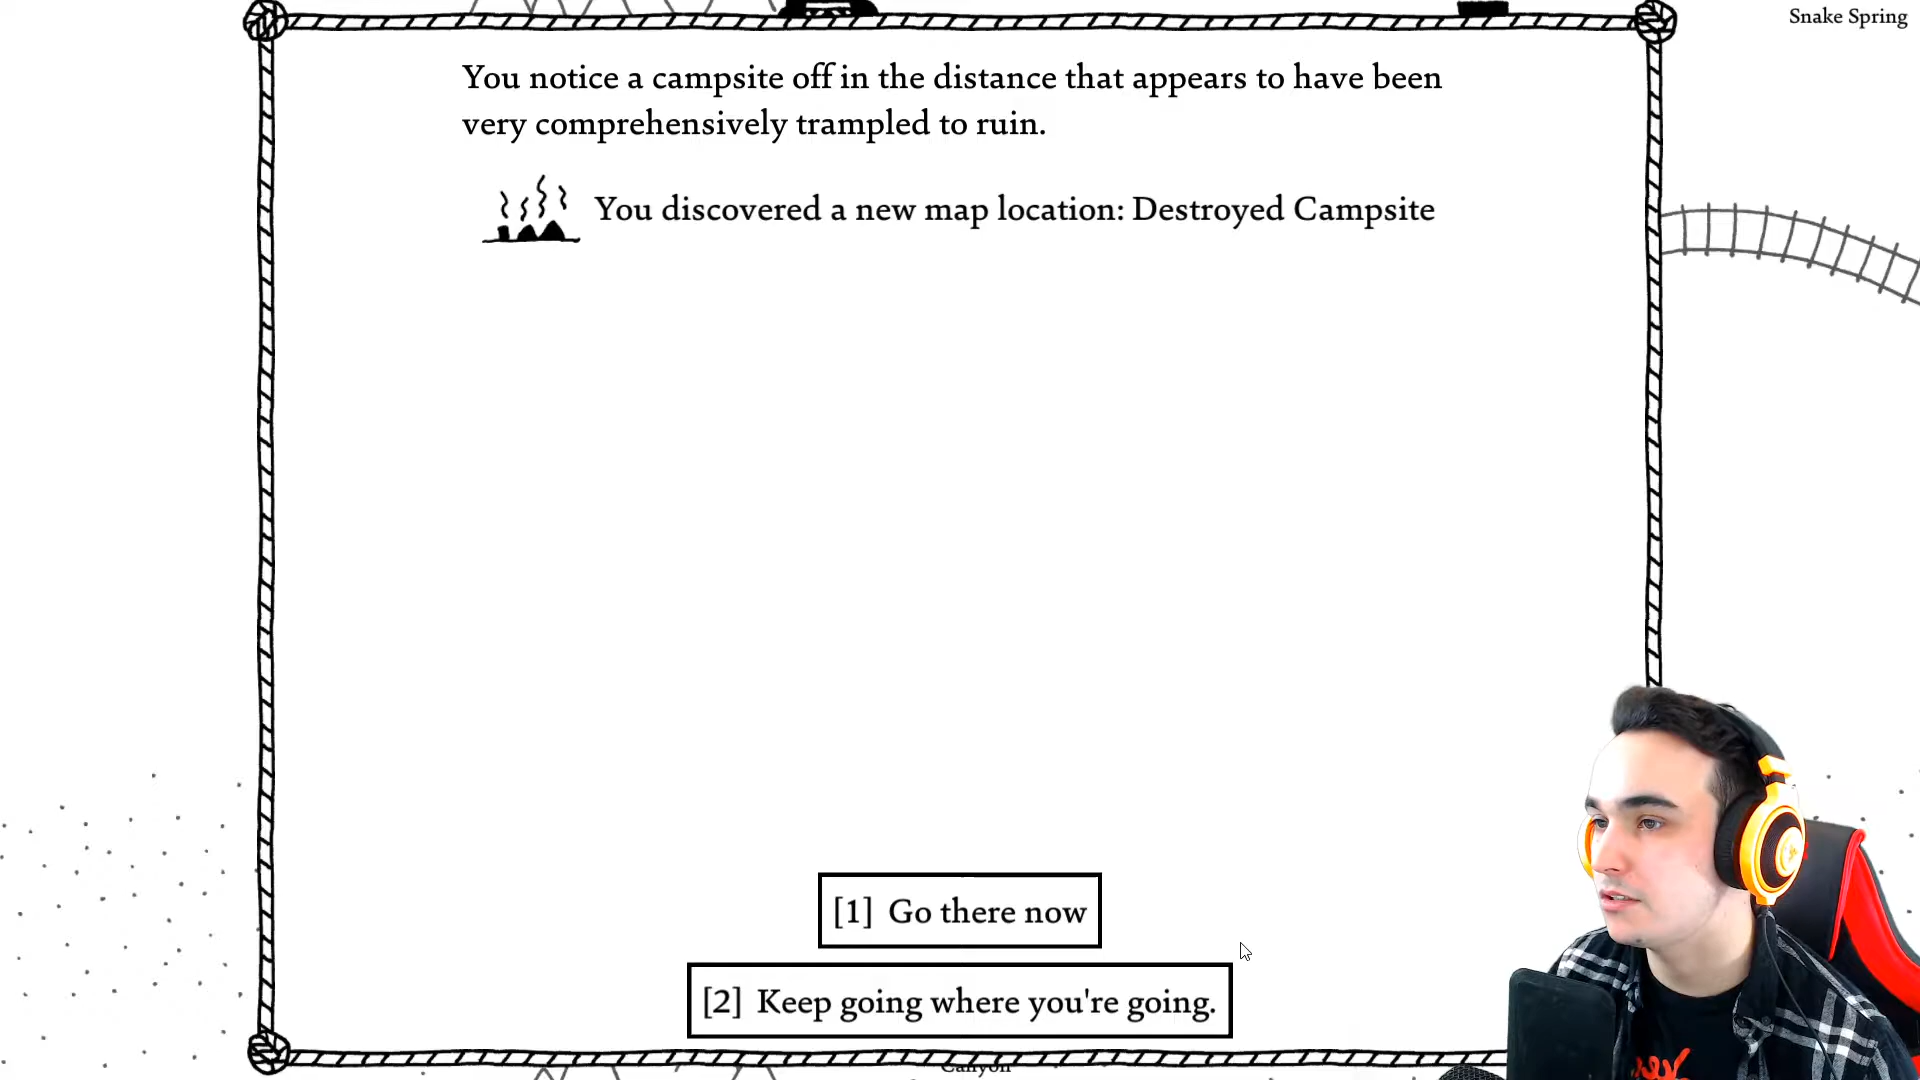 Snake Spring
You notice a campsite off in the distance that appears to have been
very comprehensively trampled to ruin.
You discovered a new map location: Destroyed Campsite
[1] Go there now
[2] Keep going where you're going.
Canyon